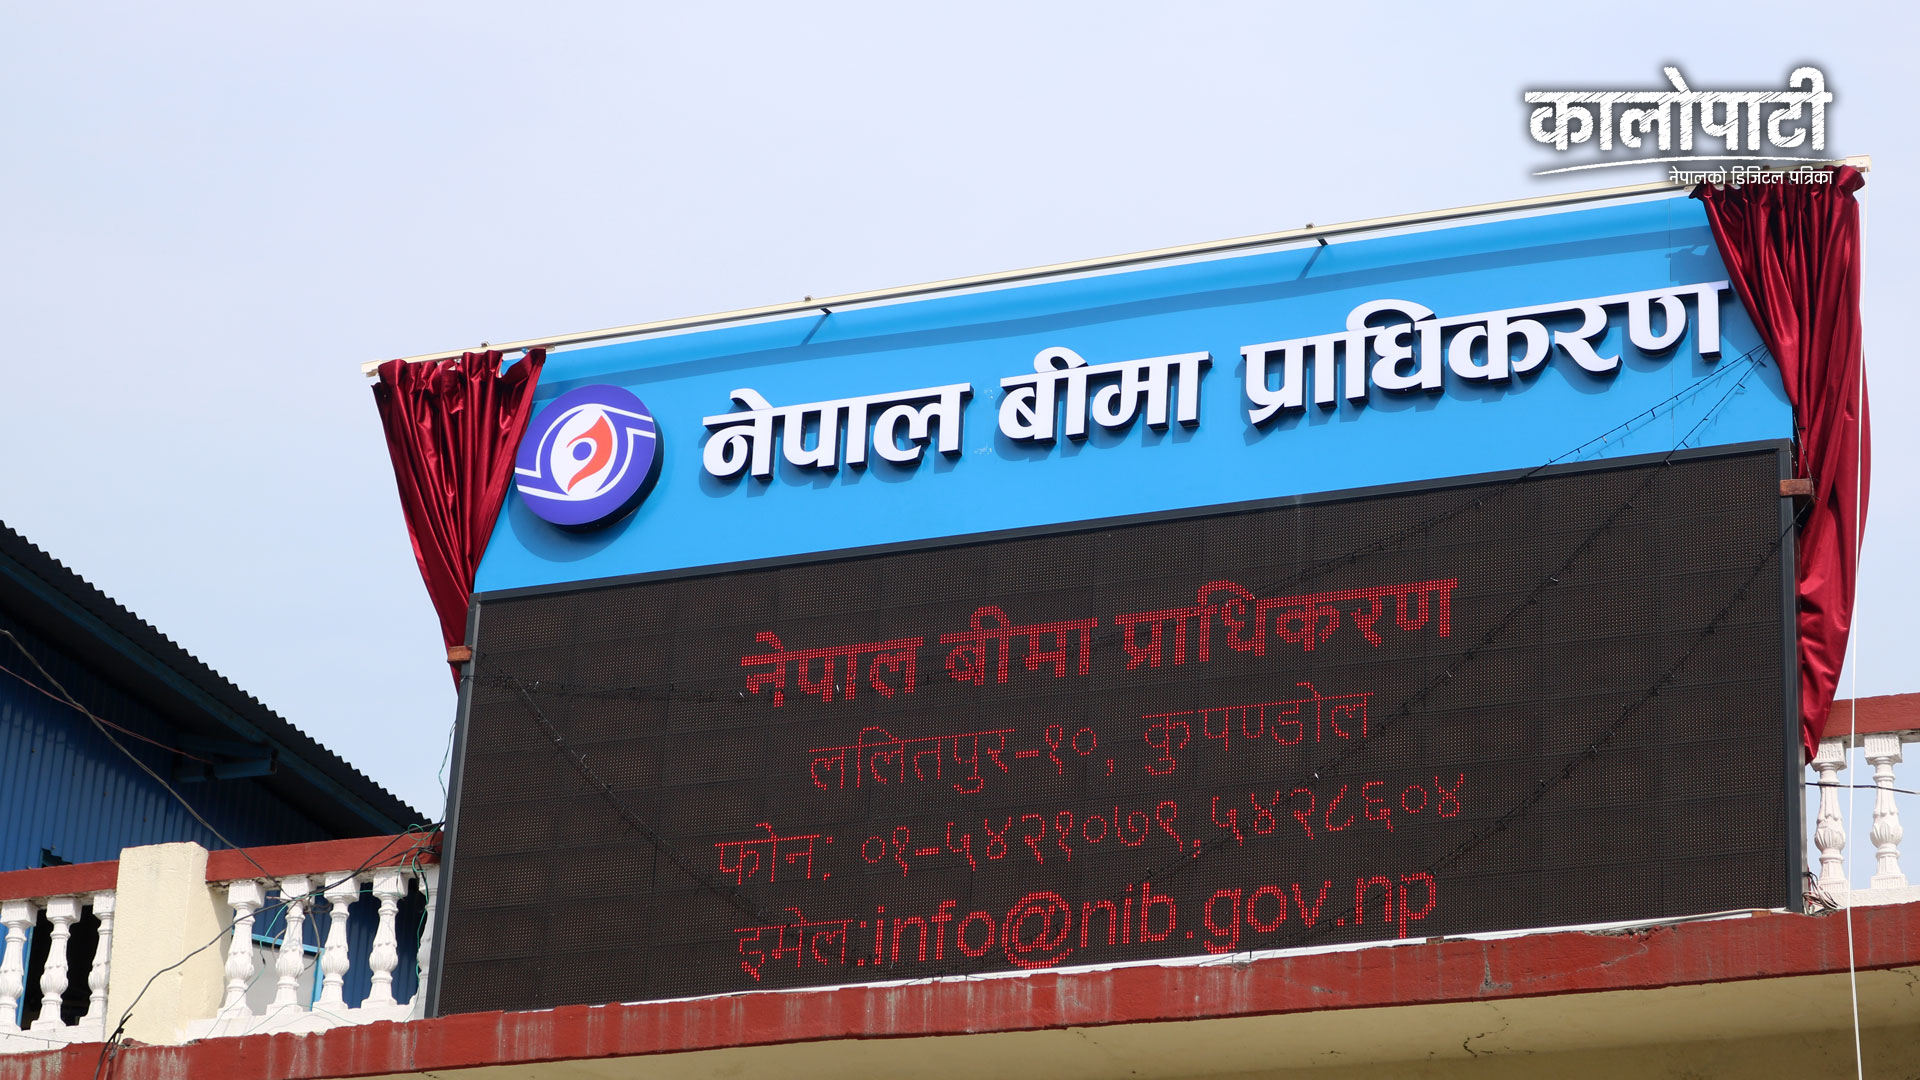 कालोपाटी
नेपालको डिजिटल पत्रिका
नेपाल बीमा प्राधिकरण
नेपाल बीमा प्राधिकरण
ललितपुर-१०, कुपण्डोल
फोन: ०१-५४२१०७९,५४२८६०४
इमेल:info@nib.gov.np